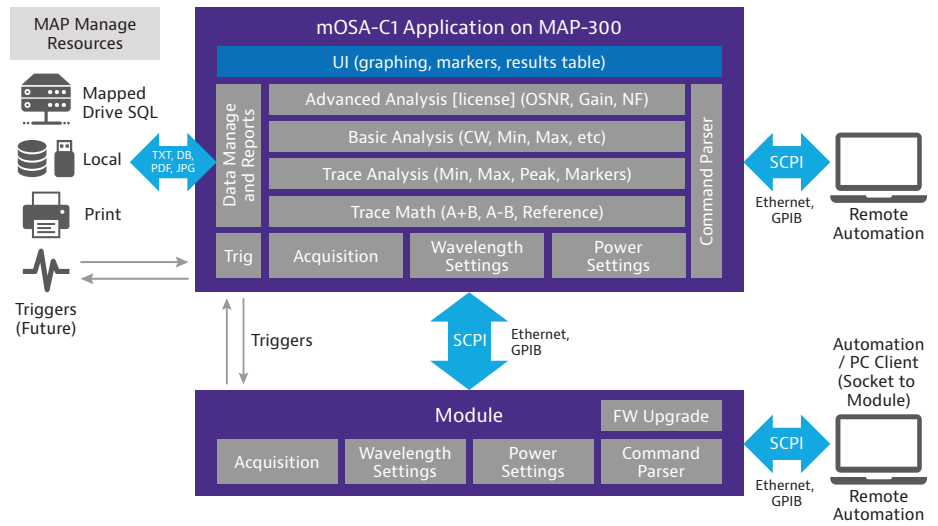 MAP Manage
Resources
Mapped
Drive SQL
Local
Print
Triggers
(Future)
TXT, DB,
PDF, JPG
mOSA-C1 Application on MAP-300
UI (graphing, markers, results table)
Data Manage
and Reports
Advanced Analysis [license] (OSNR, Gain, NF)
Basic Analysis (CW, Min, Max, etc)
Trace Analysis (Min, Max, Peak, Markers)
Trace Math (A+B, A-B, Reference)
Command Parser
Trig
Acquisition
Wavelength
Settings
Power
Settings
SCPI
Ethernet,
GPIB
Remote
Automation
Triggers
SCPI
Ethernet,
GPIB
Module
FW Upgrade
Acquisition
Wavelength
Settings
Power
Settings
Command
Parser
SCPI
Ethernet,
GPIB
Automation
/ PC Client
(Socket to
Module)
Remote
Automation